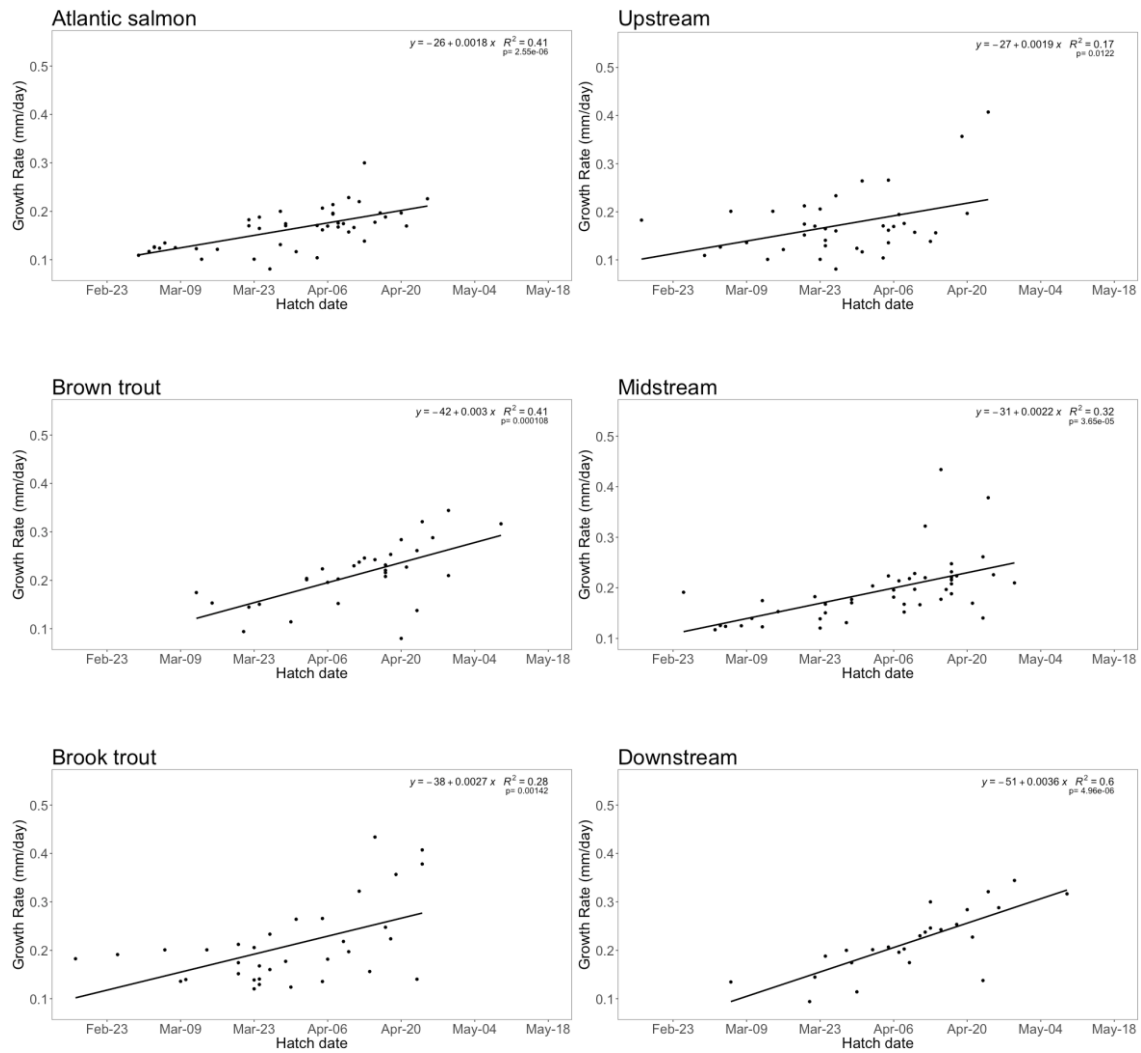 Atlantic salmon
y = −26 + 0.0018 x R² = 0.41
p= 2.55e-06
0.5
0.4
0.3
0.2
0.1
Growth Rate (mm/day)
Feb-23 Mar-09 Mar-23 Apr-06 Apr-20 May-04 May-18
Hatch date
Upstream
y = −27 + 0.0019 x R² = 0.17
p= 0.0122
0.5
0.4
0.3
0.2
0.1
Growth Rate (mm/day)
Feb-23 Mar-09 Mar-23 Apr-06 Apr-20 May-04 May-18
Hatch date
Brown trout
y = −42 + 0.003 x R² = 0.41
p= 0.000108
0.5
0.4
0.3
0.2
0.1
Growth Rate (mm/day)
Feb-23 Mar-09 Mar-23 Apr-06 Apr-20 May-04 May-18
Hatch date
Midstream
y = −31 + 0.0022 x R² = 0.32
p= 3.65e-05
0.5
0.4
0.3
0.2
0.1
Growth Rate (mm/day)
Feb-23 Mar-09 Mar-23 Apr-06 Apr-20 May-04 May-18
Hatch date
Brook trout
y = −38 + 0.0027 x R² = 0.28
p= 0.00142
0.5
0.4
0.3
0.2
0.1
Growth Rate (mm/day)
Feb-23 Mar-09 Mar-23 Apr-06 Apr-20 May-04 May-18
Hatch date
Downstream
y = −51 + 0.0036 x R² = 0.6
p= 4.96e-06
0.5
0.4
0.3
0.2
0.1
Growth Rate (mm/day)
Feb-23 Mar-09 Mar-23 Apr-06 Apr-20 May-04 May-18
Hatch date